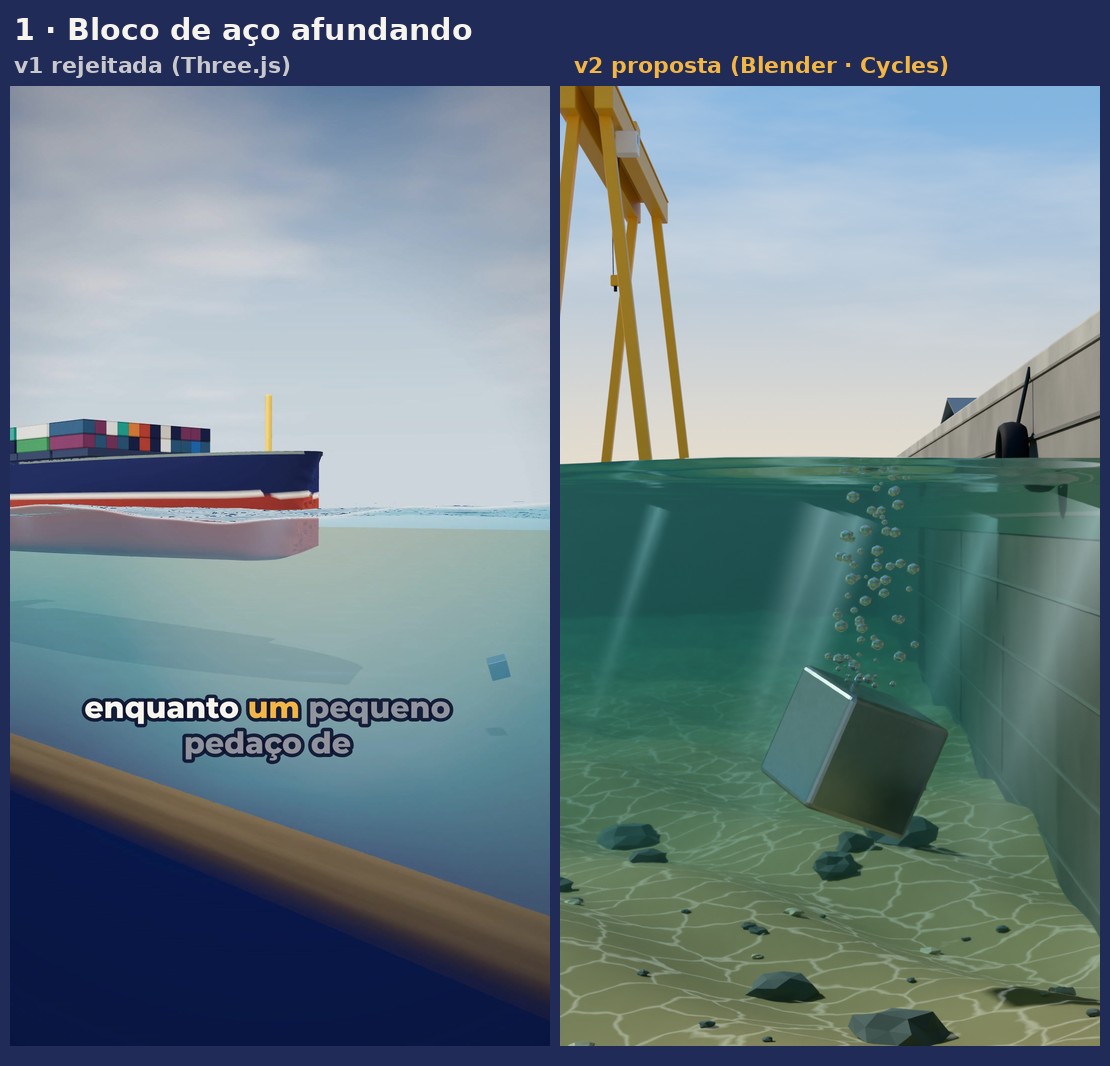 1 · Bloco de aço afundando
v1 rejeitada (Three.js)
v2 proposta (Blender · Cycles)
enquanto um pequeno
pedaço de